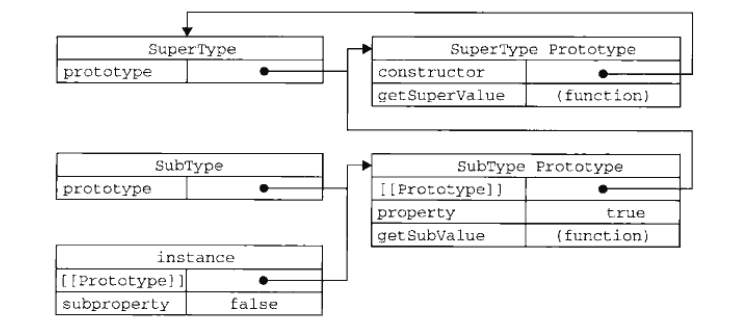 SuperType
prototype
SuperType Prototype
constructor
getSuperValue (function)
SubType
prototype
SubType Prototype
[[Prototype]]
property true
getSubValue (function)
instance
[[Prototype]]
subproperty false